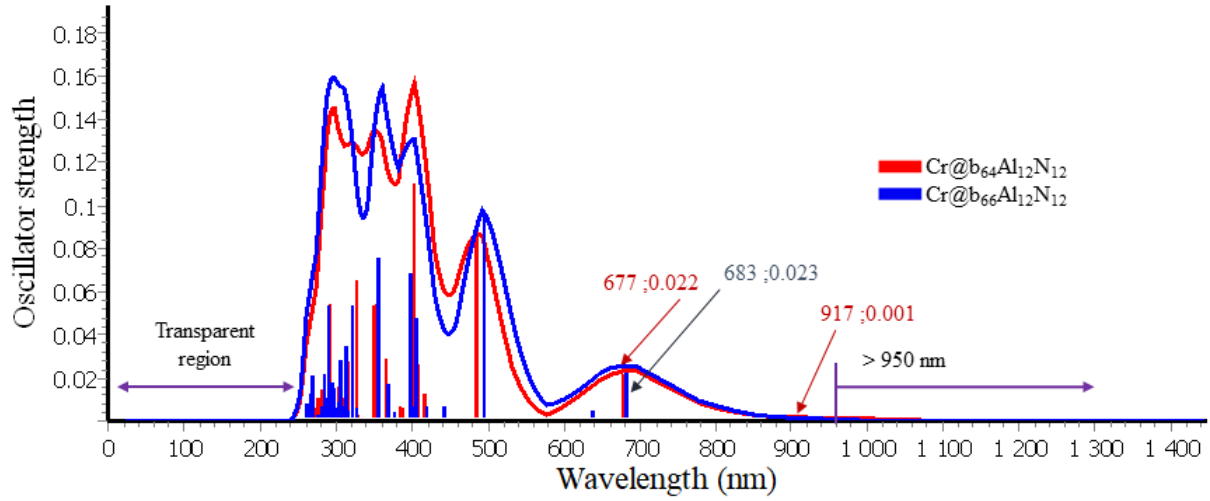 0.18
0.16
0.14
0.12
0.1
0.08
0.06
0.04
0.02
Oscillator strength
Transparent
region
Cr@b₆₄Al₁₂N₁₂
Cr@b₆₆Al₁₂N₁₂
677 ;0.022
683 ;0.023
917 ;0.001
> 950 nm
0 100 200 300 400 500 600 700 800 900 1 000 1 100 1 200 1 300 1 400
Wavelength (nm)